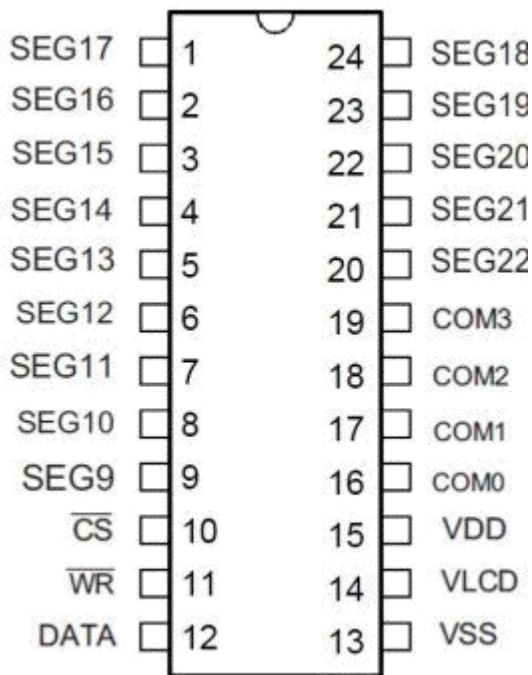 SEG17 1 24 SEG18
SEG16 2 23 SEG19
SEG15 3 22 SEG20
SEG14 4 21 SEG21
SEG13 5 20 SEG22
SEG12 6 19 COM3
SEG11 7 18 COM2
SEG10 8 17 COM1
SEG9 9 16 COM0
C̅S̅ 10 15 VDD
W̅R̅ 11 14 VLCD
DATA 12 13 VSS